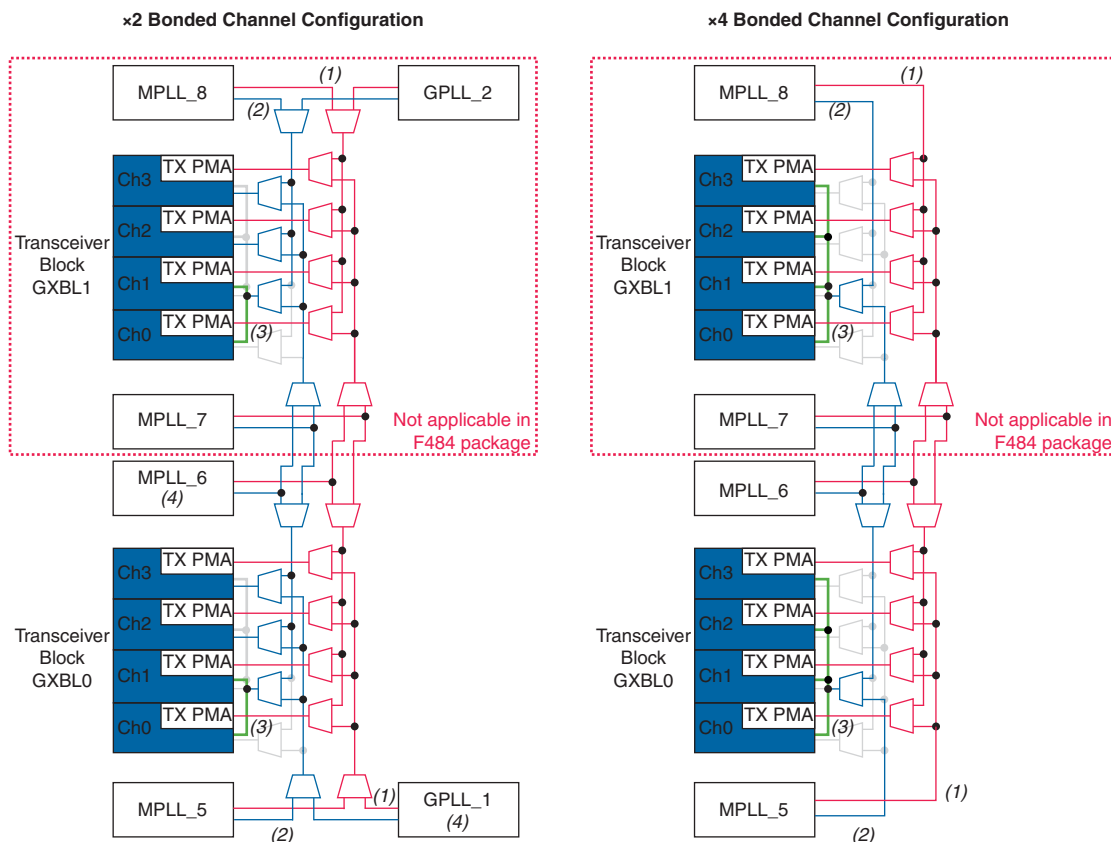 ×2 Bonded Channel Configuration
MPLL_8
(1)
(2)
GPLL_2
Transceiver
Block
GXBL1
Ch3
TX PMA
Ch2
TX PMA
Ch1
TX PMA
Ch0
TX PMA
(3)
MPLL_7
Not applicable in
F484 package
MPLL_6
(4)
Transceiver
Block
GXBL0
Ch3
TX PMA
Ch2
TX PMA
Ch1
TX PMA
Ch0
TX PMA
(3)
MPLL_5
(2)
(1)
GPLL_1
(4)
×4 Bonded Channel Configuration
MPLL_8
(1)
(2)
Transceiver
Block
GXBL1
Ch3
TX PMA
Ch2
TX PMA
Ch1
TX PMA
Ch0
TX PMA
(3)
MPLL_7
Not applicable in
F484 package
MPLL_6
Transceiver
Block
GXBL0
Ch3
TX PMA
Ch2
TX PMA
Ch1
TX PMA
Ch0
TX PMA
(3)
MPLL_5
(1)
(2)